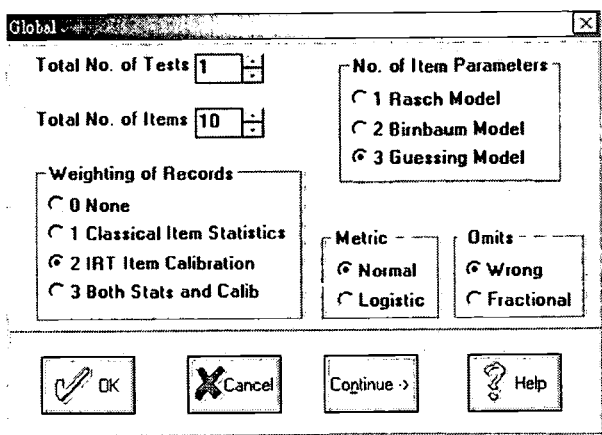 Global
Total No. of Tests 1
Total No. of Items 10
No. of Item Parameters
1 Rasch Model
2 Birnbaum Model
3 Guessing Model
Weighting of Records
0 None
1 Classical Item Statistics
2 IRT Item Calibration
3 Both Stats and Calib
Metric
Normal
Logistic
Omits
Wrong
Fractional
OK
Cancel
Continue ->
Help